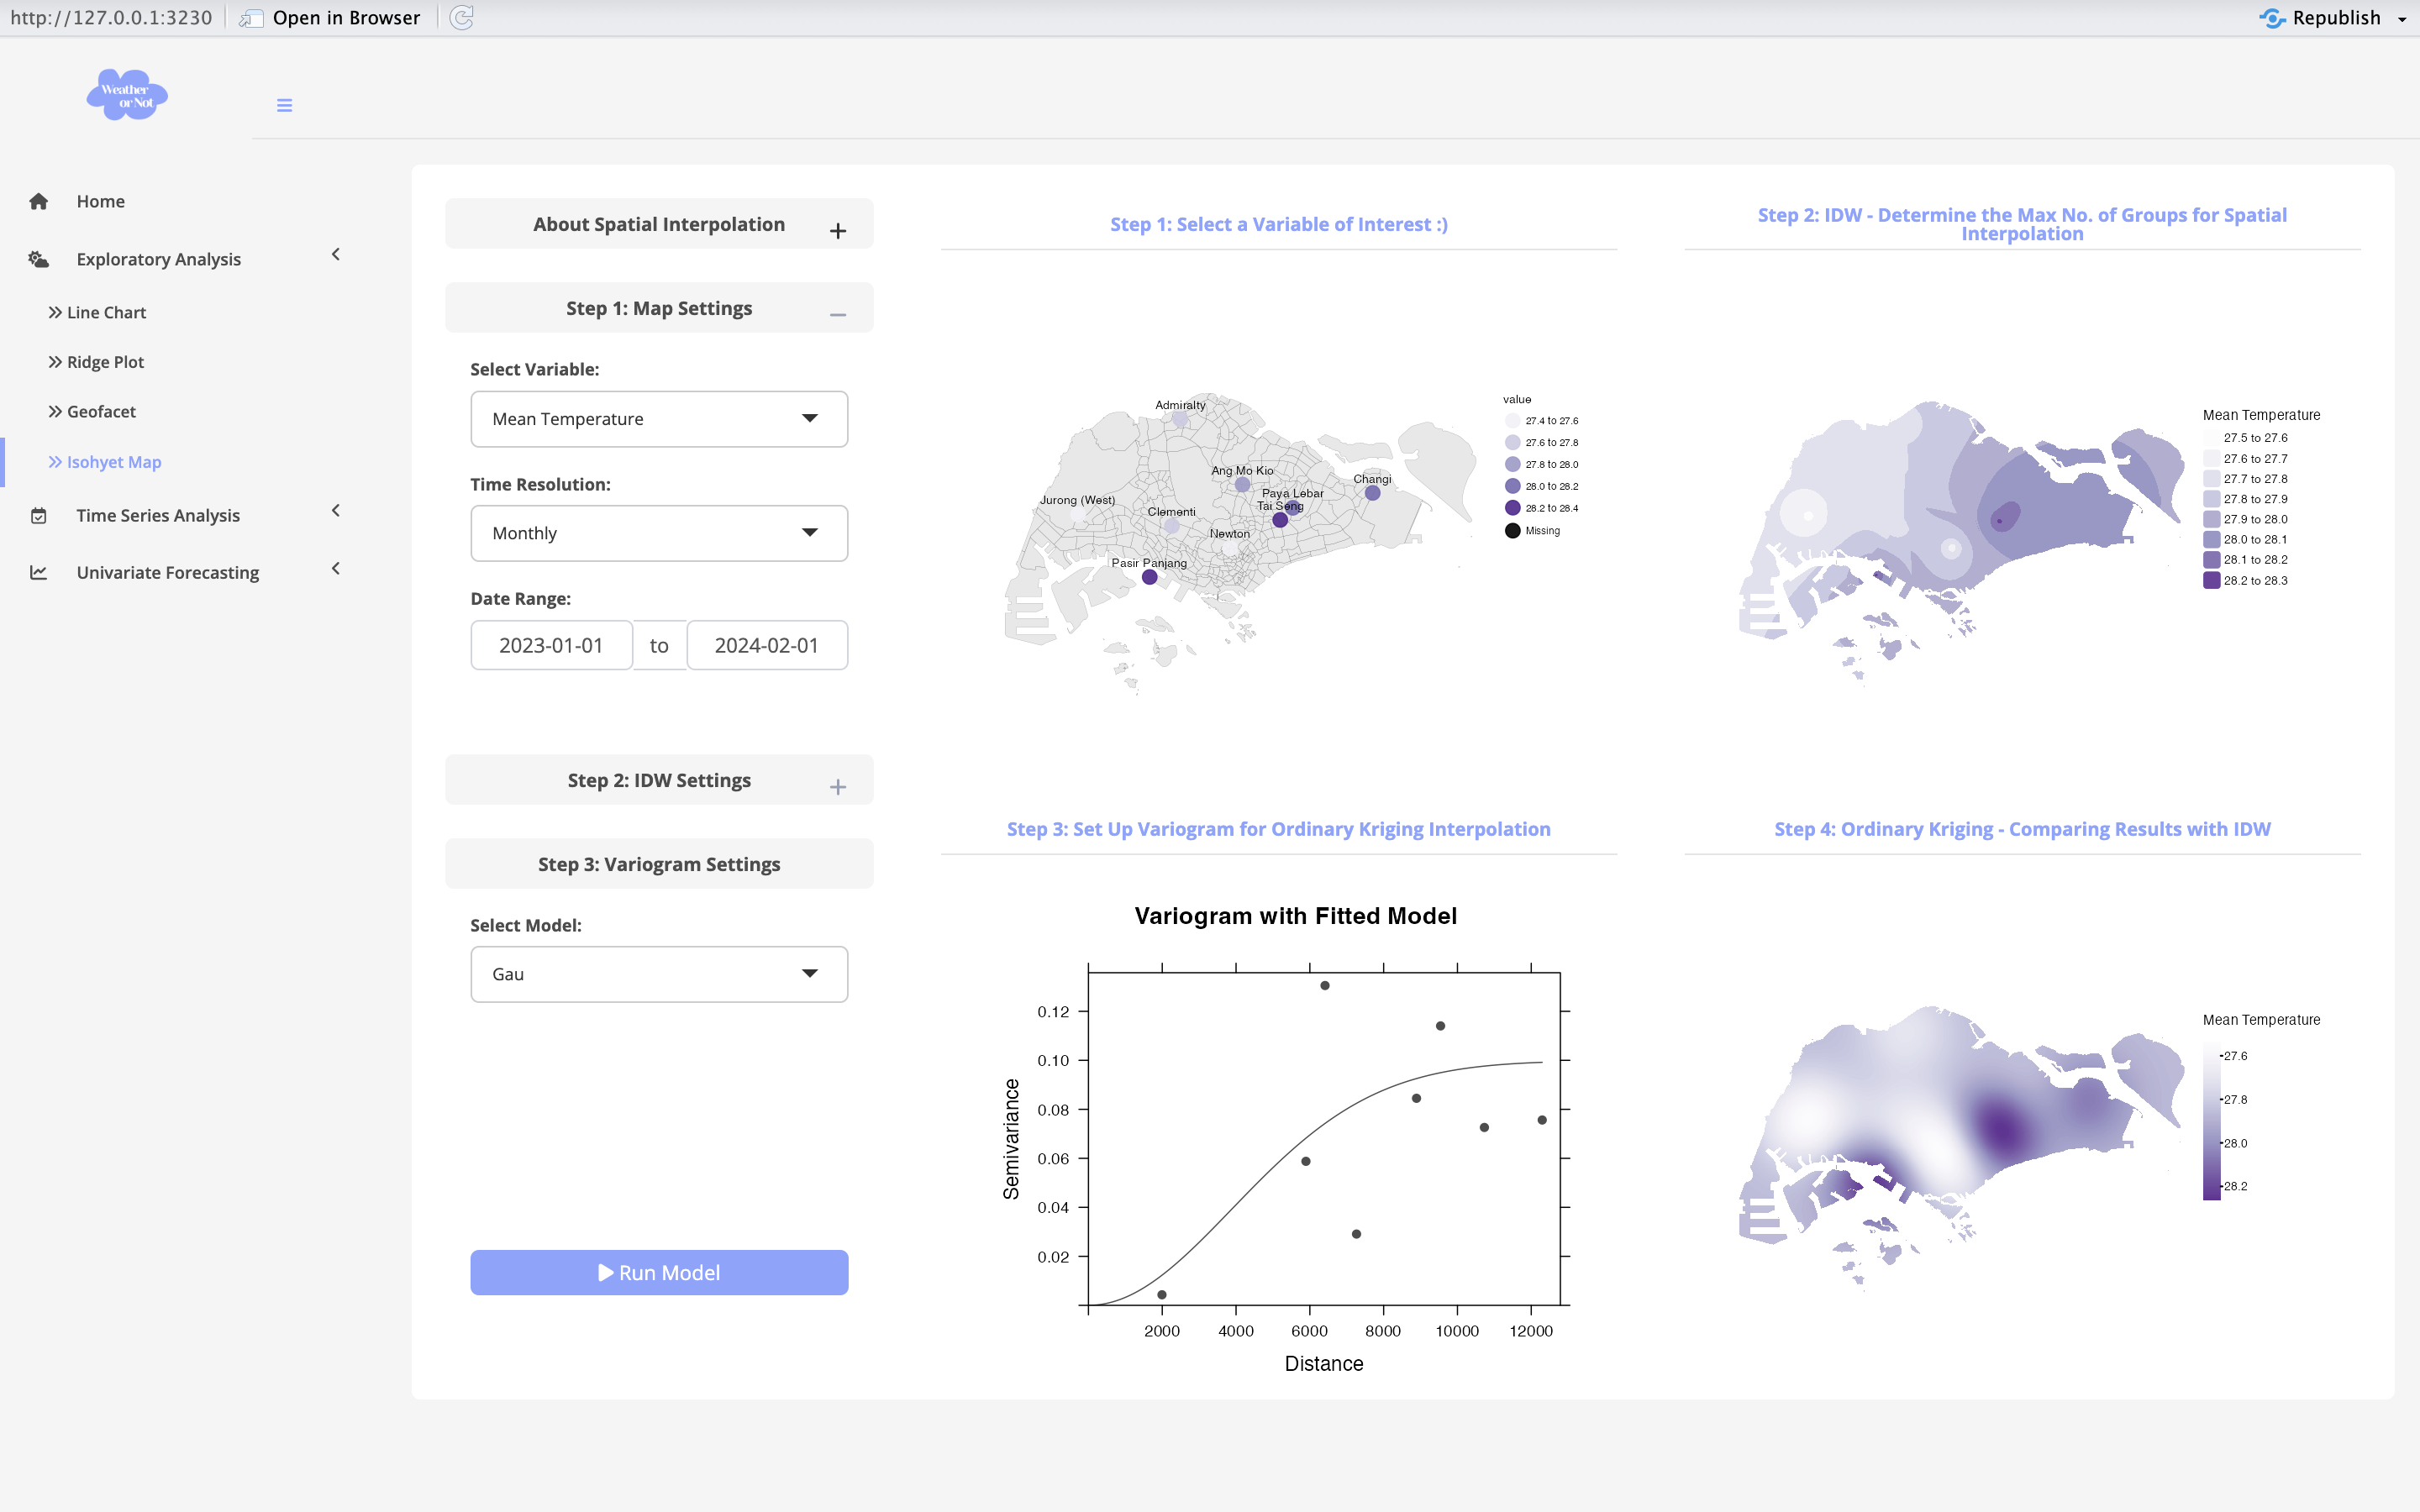 http://127.0.0.1:3230 Open in Browser Republish
Weather
or Not
Home
Exploratory Analysis
Line Chart
Ridge Plot
Geofacet
Isohyet Map
Time Series Analysis
Univariate Forecasting
About Spatial Interpolation +
Step 1: Map Settings −
Select Variable:
Mean Temperature
Time Resolution:
Monthly
Date Range:
2023-01-01 to 2024-02-01
Step 2: IDW Settings +
Step 3: Variogram Settings
Select Model:
Gau
Run Model
Step 1: Select a Variable of Interest :)
Admiralty
Ang Mo Kio
Changi
Jurong (West)
Paya Lebar
Tai Seng
Clementi
Newton
Pasir Panjang
value
27.4 to 27.6
27.6 to 27.8
27.8 to 28.0
28.0 to 28.2
28.2 to 28.4
Missing
Step 2: IDW - Determine the Max No. of Groups for Spatial
Interpolation
Mean Temperature
27.5 to 27.6
27.6 to 27.7
27.7 to 27.8
27.8 to 27.9
27.9 to 28.0
28.0 to 28.1
28.1 to 28.2
28.2 to 28.3
Step 3: Set Up Variogram for Ordinary Kriging Interpolation
Variogram with Fitted Model
Semivariance
0.12
0.10
0.08
0.06
0.04
0.02
2000 4000 6000 8000 10000 12000
Distance
Step 4: Ordinary Kriging - Comparing Results with IDW
Mean Temperature
27.6
27.8
28.0
28.2